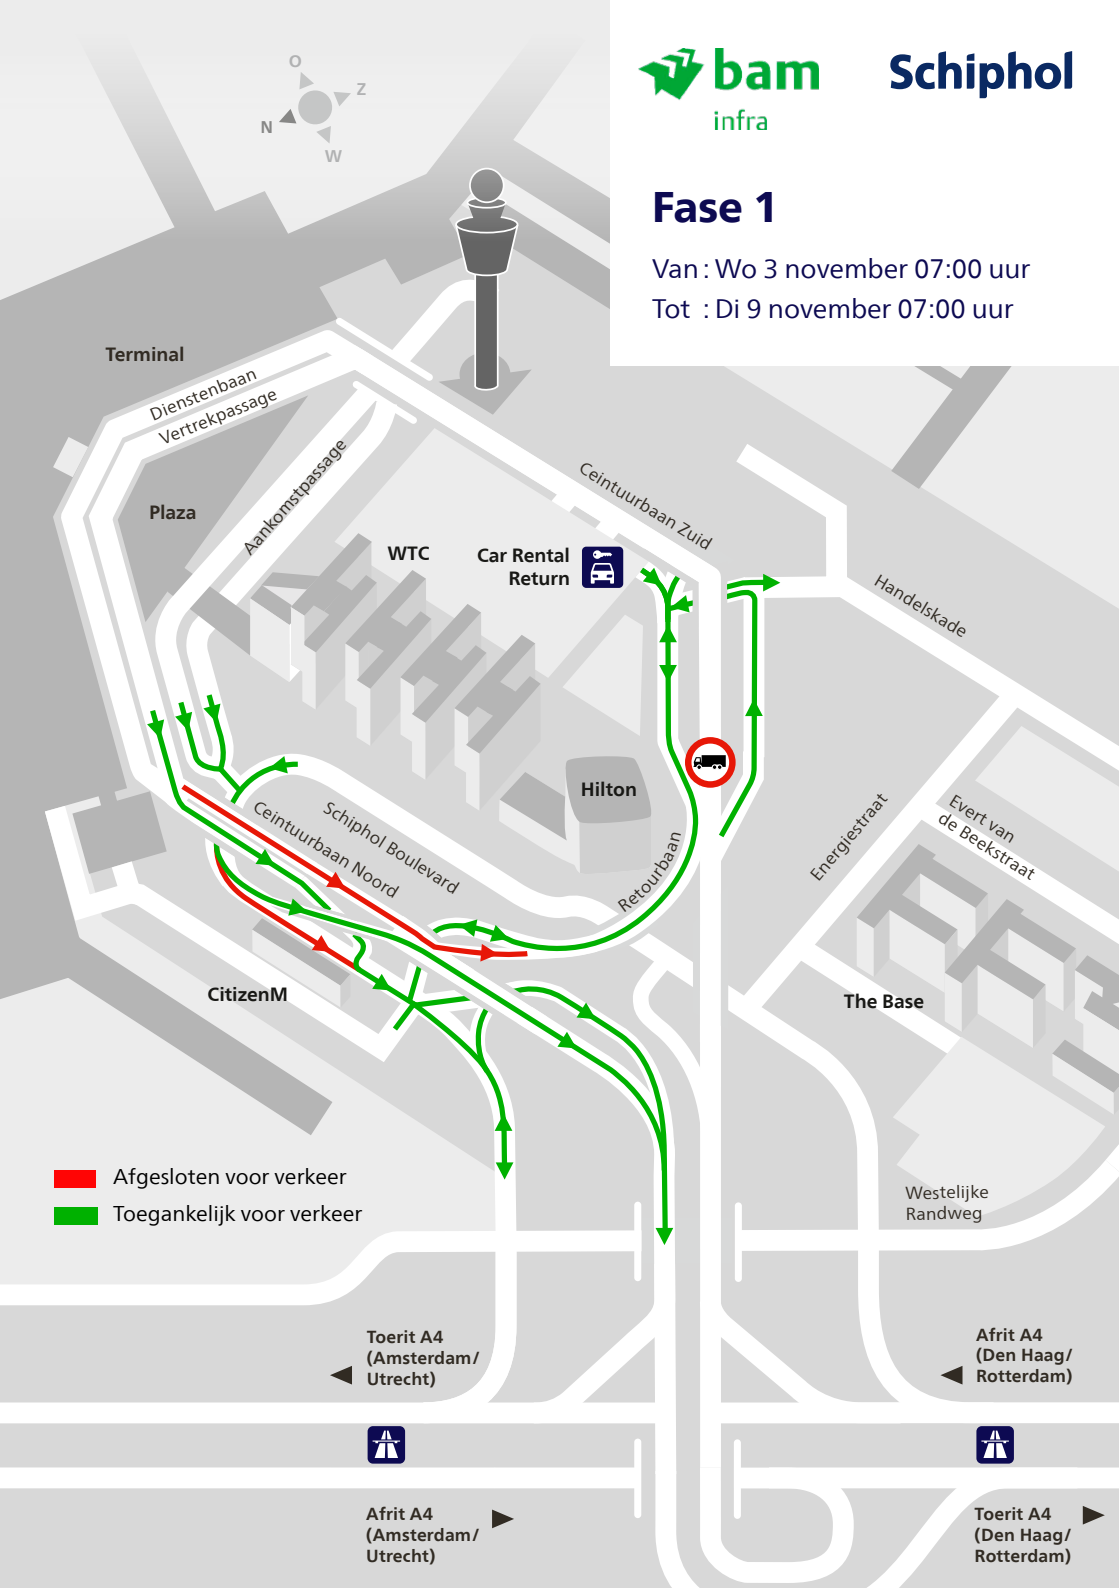 bam
infra
Schiphol
Fase 1
Van : Wo 3 november 07:00 uur
Tot : Di 9 november 07:00 uur
O
Z
N
W
Terminal
Dienstenbaan
Vertrekpassage
Aankomstpassage
Plaza
WTC
Car Rental
Return
Ceintuurbaan Zuid
Handelskade
Hilton
Schiphol Boulevard
Ceintuurbaan Noord
Retourbaan
Energiestraat
Evert van
de Beekstraat
CitizenM
The Base
Afgesloten voor verkeer
Toegankelijk voor verkeer
Westelijke
Randweg
Toerit A4
(Amsterdam/
Utrecht)
Afrit A4
(Den Haag/
Rotterdam)
Afrit A4
(Amsterdam/
Utrecht)
Toerit A4
(Den Haag/
Rotterdam)